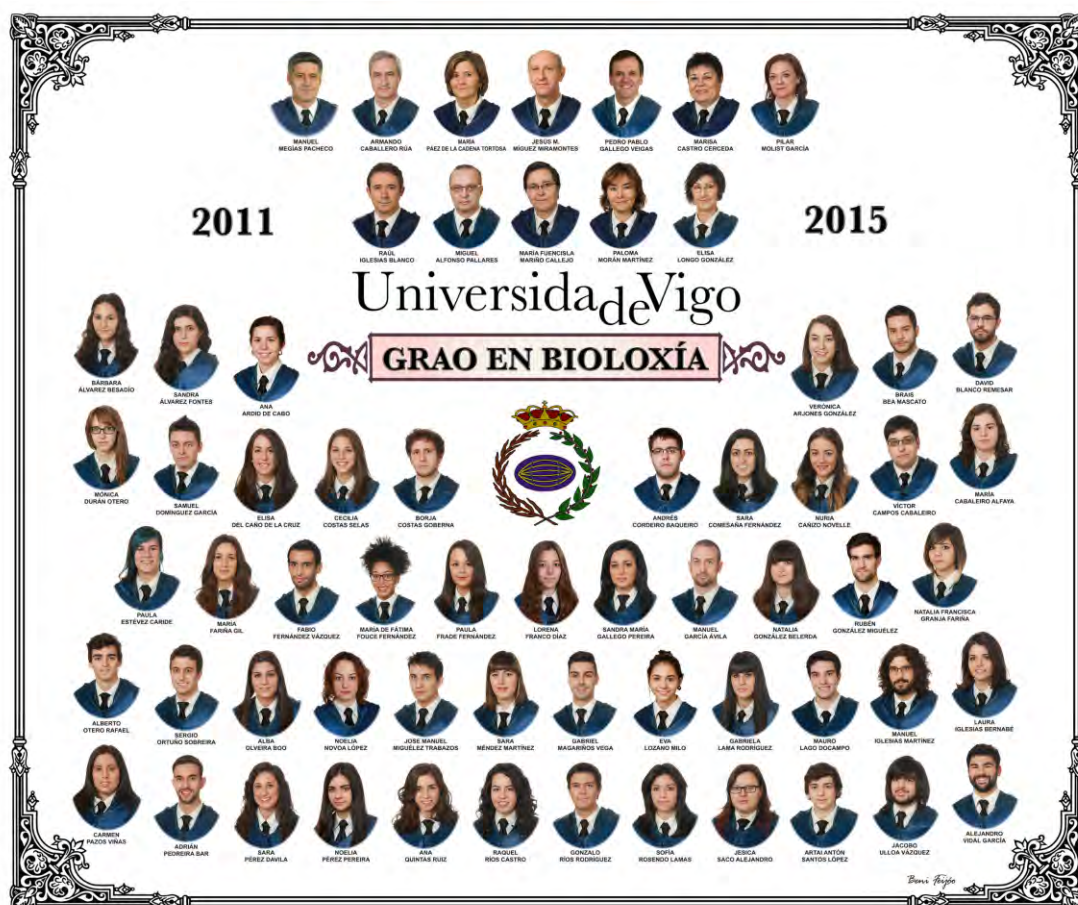 MANUEL
MEGÍAS PACHECO
ARMANDO
CABALLERO RÚA
MARÍA
PÁEZ DE LA CADENA TORTOSA
JESÚS M.
MÍGUEZ MIRAMONTES
PEDRO PABLO
GALLEGO VEIGAS
MARISA
CASTRO CERCEDA
PILAR
MOLIST GARCÍA
2011
2015
RAÚL
IGLESIAS BLANCO
MIGUEL
ALFONSO PALLARES
MARÍA FUENCISLA
MARIÑO CALLEJO
PALOMA
MORÁN MARTÍNEZ
ELISA
LONGO GONZÁLEZ
UniversidadeVigo
GRAO EN BIOLOXÍA
BÁRBARA
ÁLVAREZ BESADÍO
SANDRA
ÁLVAREZ FONTES
ANA
ARDID DE CABO
VERÓNICA
ARJONES GONZÁLEZ
BRAIS
BEA MASCATO
DAVID
BLANCO REMESAR
MÓNICA
DURÁN OTERO
SAMUEL
DOMÍNGUEZ GARCÍA
ELISA
DEL CAÑO DE LA CRUZ
CECILIA
COSTAS SELAS
BORJA
COSTAS GOBERNA
ANDRÉS
CORDEIRO BAQUEIRO
SARA
COMESAÑA FERNÁNDEZ
NURIA
CAÑIZO NOVELLE
VÍCTOR
CAMPOS CABALEIRO
MARÍA
CABALEIRO ALFAYA
PAULA
ESTÉVEZ CARIDE
MARÍA
FARIÑA GIL
FABIO
FERNÁNDEZ VÁZQUEZ
MARÍA DE FÁTIMA
FOUCE FERNÁNDEZ
PAULA
FRADE FERNÁNDEZ
LORENA
FRANCO DÍAZ
SANDRA MARÍA
GALLEGO PEREIRA
MANUEL
GARCÍA ÁVILA
NATALIA
GONZÁLEZ BELERDA
RUBÉN
GONZÁLEZ MIGUÉLEZ
NATALIA FRANCISCA
GRANJA FARIÑA
ALBERTO
OTERO RAFAEL
SERGIO
ORTUÑO SOBREIRA
ALBA
OLVEIRA BGO
NOELIA
NOVOA LÓPEZ
JOSE MANUEL
MIGUÉLEZ TRABAZOS
SARA
MÉNDEZ MARTÍNEZ
GABRIEL
MAGARIÑOS VEGA
EVA
LOZANO MILO
GABRIELA
LAMA RODRÍGUEZ
MAURO
LAGO DOCAMPO
MANUEL
IGLESIAS MARTÍNEZ
LAURA
IGLESIAS BERNABÉ
CARMEN
PAZOS VIÑAS
ADRIÁN
PEDREIRA BAR
SARA
PÉREZ DAVILA
NOELIA
PÉREZ PEREIRA
ANA
QUINTAS RUIZ
RAQUEL
RÍOS CASTRO
GONZALO
RÍOS RODRÍGUEZ
SOFÍA
ROSENDO LAMAS
JESICA
SACO ALEJANDRO
ARTAI ANTÓN
SANTOS LÓPEZ
JACOBO
ULLOA VÁZQUEZ
ALEJANDRO
VIDAL GARCÍA
Beni Feijóo